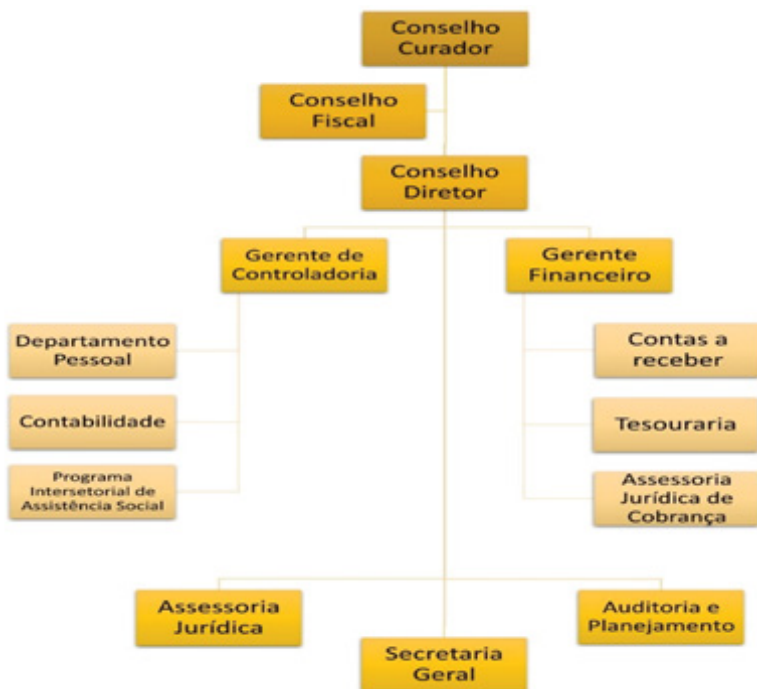 Conselho
Curador
Conselho
Fiscal
Conselho
Diretor
Gerente de
Controladoria
Gerente
Financeiro
Departamento
Pessoal
Contas a
receber
Contabilidade
Tesouraria
Programa
Intersetorial de
Assistência Social
Assessoria
Jurídica de
Cobrança
Assessoria
Jurídica
Secretaria
Geral
Auditoria e
Planejamento